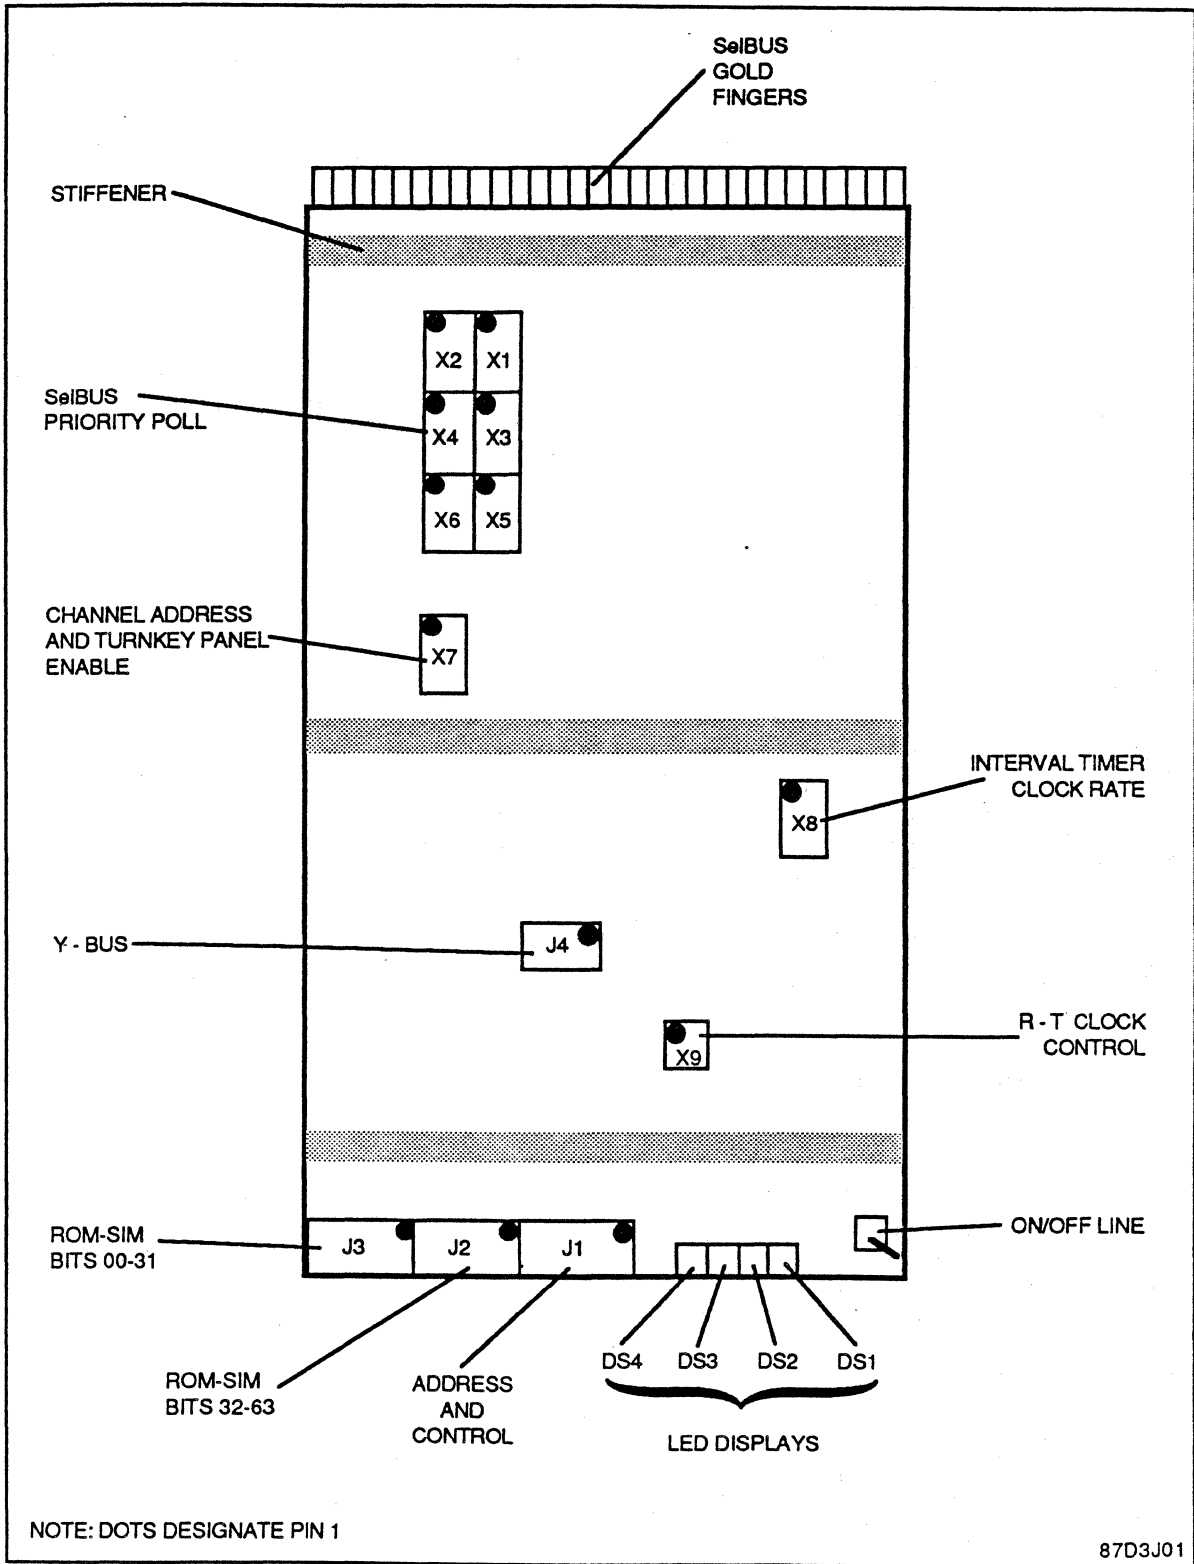 SelBUS
GOLD
FINGERS
STIFFENER
X2 X1
SelBUS
PRIORITY POLL
X4 X3
X6 X5
CHANNEL ADDRESS
AND TURNKEY PANEL
ENABLE
X7
INTERVAL TIMER
CLOCK RATE
X8
Y - BUS
J4
R - T CLOCK
CONTROL
X9
ROM-SIM
BITS 00-31
J3 J2 J1
ON/OFF LINE
DS4 DS3 DS2 DS1
ROM-SIM
BITS 32-63
ADDRESS
AND
CONTROL
LED DISPLAYS
NOTE: DOTS DESIGNATE PIN 1
87D3J01